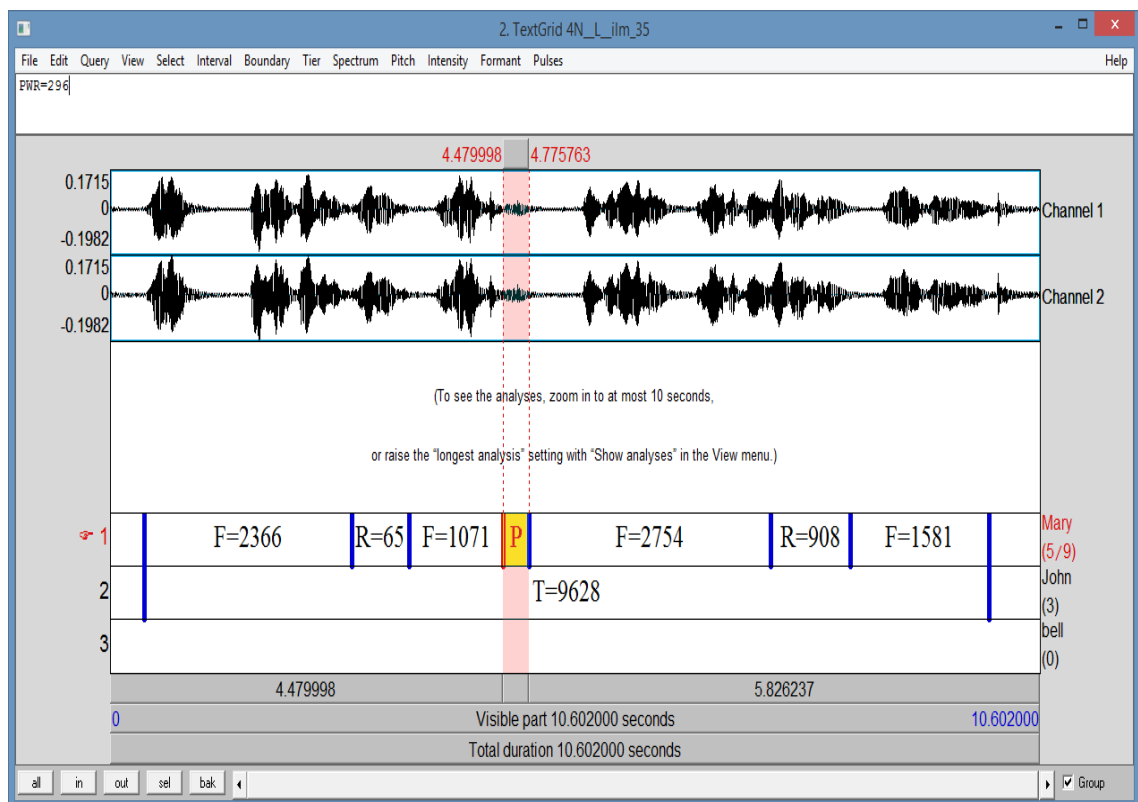 2. TextGrid 4N__L__ilm_35
File Edit Query View Select Interval Boundary Tier Spectrum Pitch Intensity Formant Pulses Help
PWR=296
4.479998 4.775763
0.1715
0
-0.1982
Channel 1
0.1715
0
-0.1982
Channel 2
(To see the analyses, zoom in to at most 10 seconds,
or raise the "longest analysis" setting with "Show analyses" in the View menu.)
1 F=2366 R=65 F=1071 P F=2754 R=908 F=1581 Mary
(5/9)
2 T=9628 John
(3)
3 bell
(0)
4.479998 5.826237
0 Visible part 10.602000 seconds 10.602000
Total duration 10.602000 seconds
all in out sel bak Group